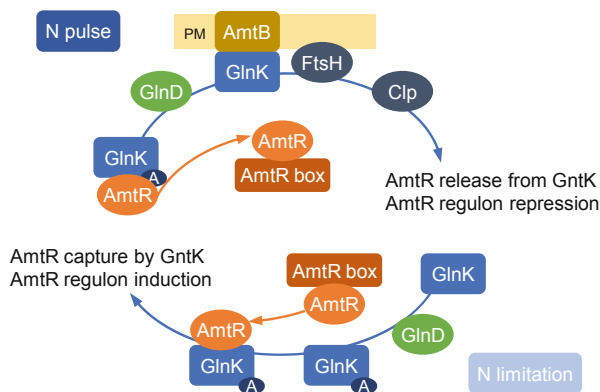 N pulse
PM
AmtB
GlnK
FtsH
GlnD
Clp
GlnK
A
AmtR
AmtR
AmtR box
AmtR release from GntK
AmtR regulon repression
AmtR capture by GntK
AmtR regulon induction
AmtR box
AmtR
GlnK
AmtR
GlnD
GlnK
A
GlnK
A
N limitation